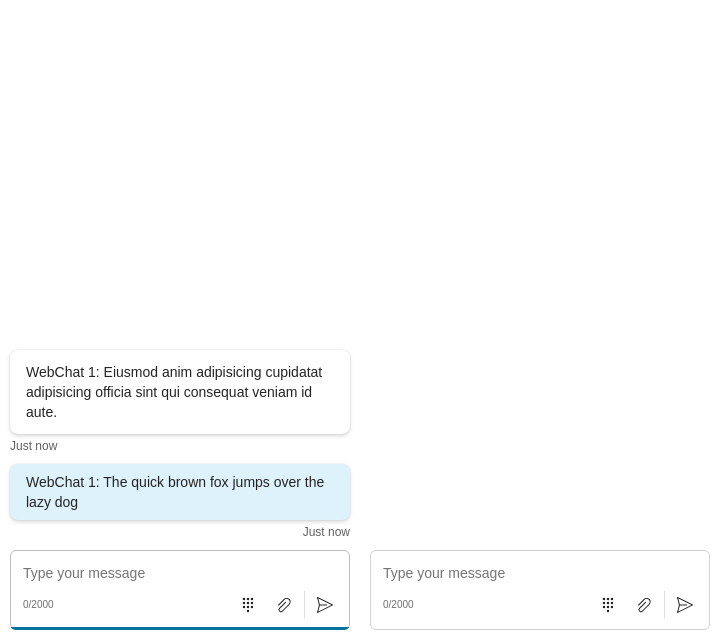 WebChat 1: Eiusmod anim adipisicing cupidatat
adipisicing officia sint qui consequat veniam id
aute.
Just now
WebChat 1: The quick brown fox jumps over the
lazy dog
Just now
Type your message
0/2000
Type your message
0/2000